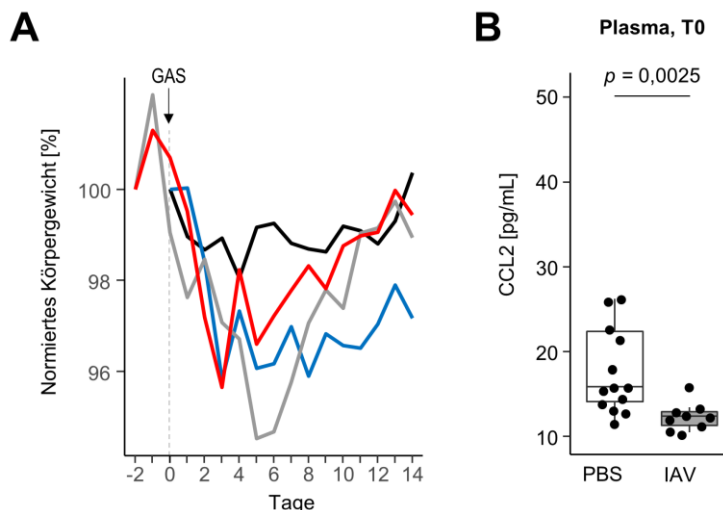 A
GAS
Normiertes Körpergewicht [%]
100
98
96
-2 0 2 4 6 8 10 12 14
Tage
B
Plasma, T0
p = 0,0025
CCL2 [pg/mL]
50
40
30
20
10
PBS IAV